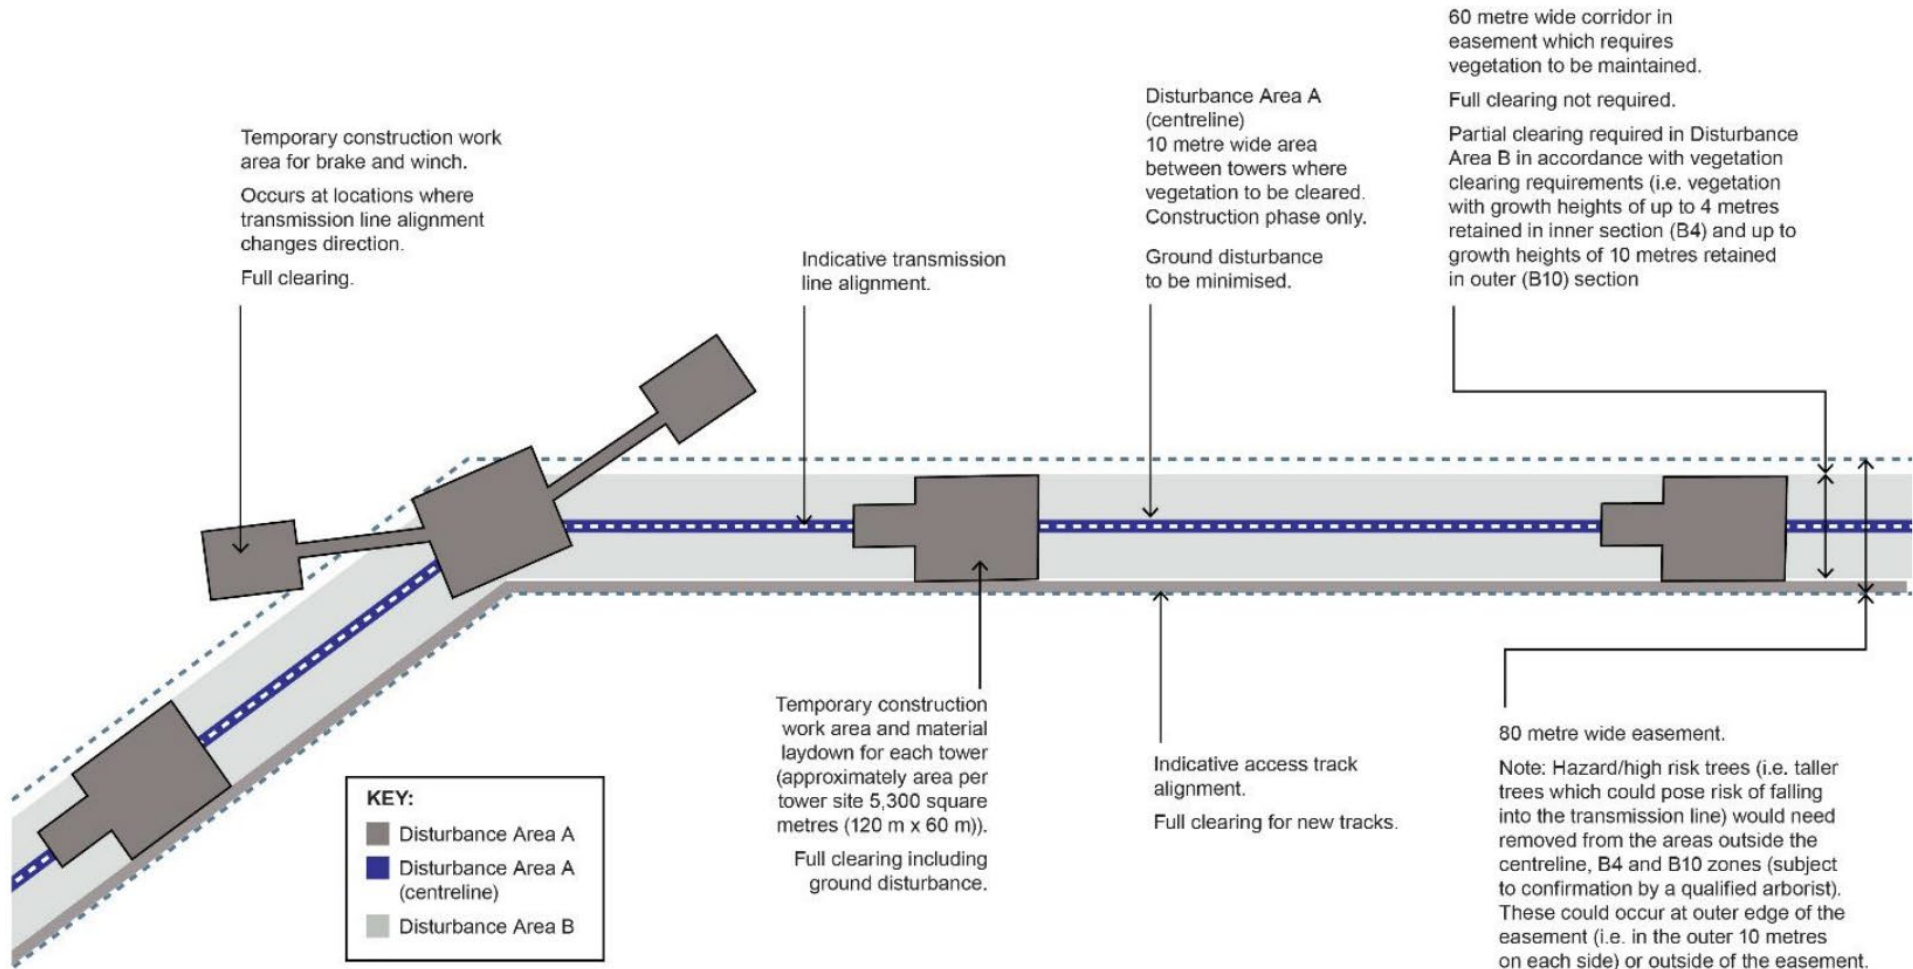 Temporary construction work
area for brake and winch.
Occurs at locations where
transmission line alignment
changes direction.
Full clearing.
Indicative transmission
line alignment.
Disturbance Area A
(centreline)
10 metre wide area
between towers where
vegetation to be cleared.
Construction phase only.
Ground disturbance
to be minimised.
60 metre wide corridor in
easement which requires
vegetation to be maintained.
Full clearing not required.
Partial clearing required in Disturbance
Area B in accordance with vegetation
clearing requirements (i.e. vegetation
with growth heights of up to 4 metres
retained in inner section (B4) and up to
growth heights of 10 metres retained
in outer (B10) section
Temporary construction
work area and material
laydown for each tower
(approximately area per
tower site 5,300 square
metres (120 m x 60 m)).
Full clearing including
ground disturbance.
Indicative access track
alignment.
Full clearing for new tracks.
80 metre wide easement.
Note: Hazard/high risk trees (i.e. taller
trees which could pose risk of falling
into the transmission line) would need
removed from the areas outside the
centreline, B4 and B10 zones (subject
to confirmation by a qualified arborist).
These could occur at outer edge of the
easement (i.e. in the outer 10 metres
on each side) or outside of the easement.
KEY:
Disturbance Area A
Disturbance Area A
(centreline)
Disturbance Area B